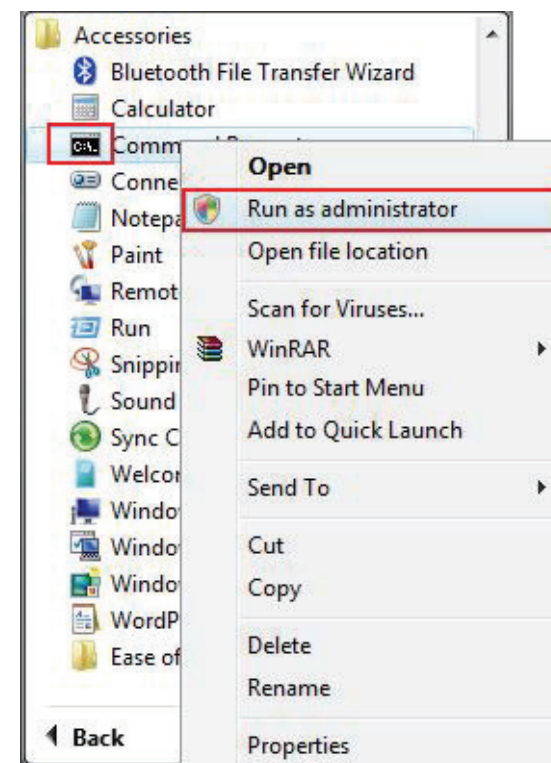 Accessories
Bluetooth File Transfer Wizard
Calculator
C:\.
Comm
Conne
Notepa
Paint
Remot
Run
Snippin
Sound
Sync C
Welcor
Windo
Windo
Windo
WordP
Ease of
Back
Open
Run as administrator
Open file location
Scan for Viruses...
WinRAR
Pin to Start Menu
Add to Quick Launch
Send To
Cut
Copy
Delete
Rename
Properties